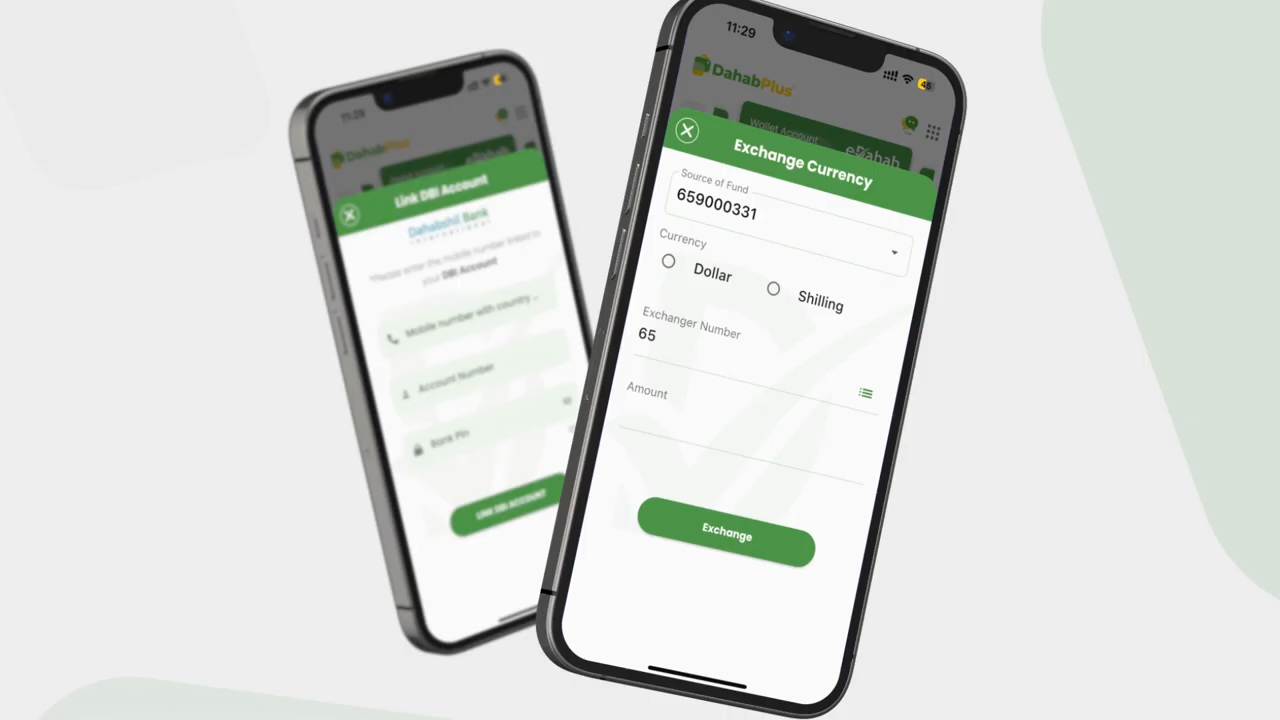 11:29
DahabPlus
Link DBI Account
Dahabshil Bank
International
*Please enter the mobile number linked to
your DBI Account
Mobile number with country ..
Account Number
Bank Pin
LINK DBI ACCOUNT
11:29
45
DahabPlus
Wallet Account
eDahab
Exchange Currency
Source of Fund
659000331
Currency
Dollar
Shilling
Exchanger Number
65
Amount
Exchange